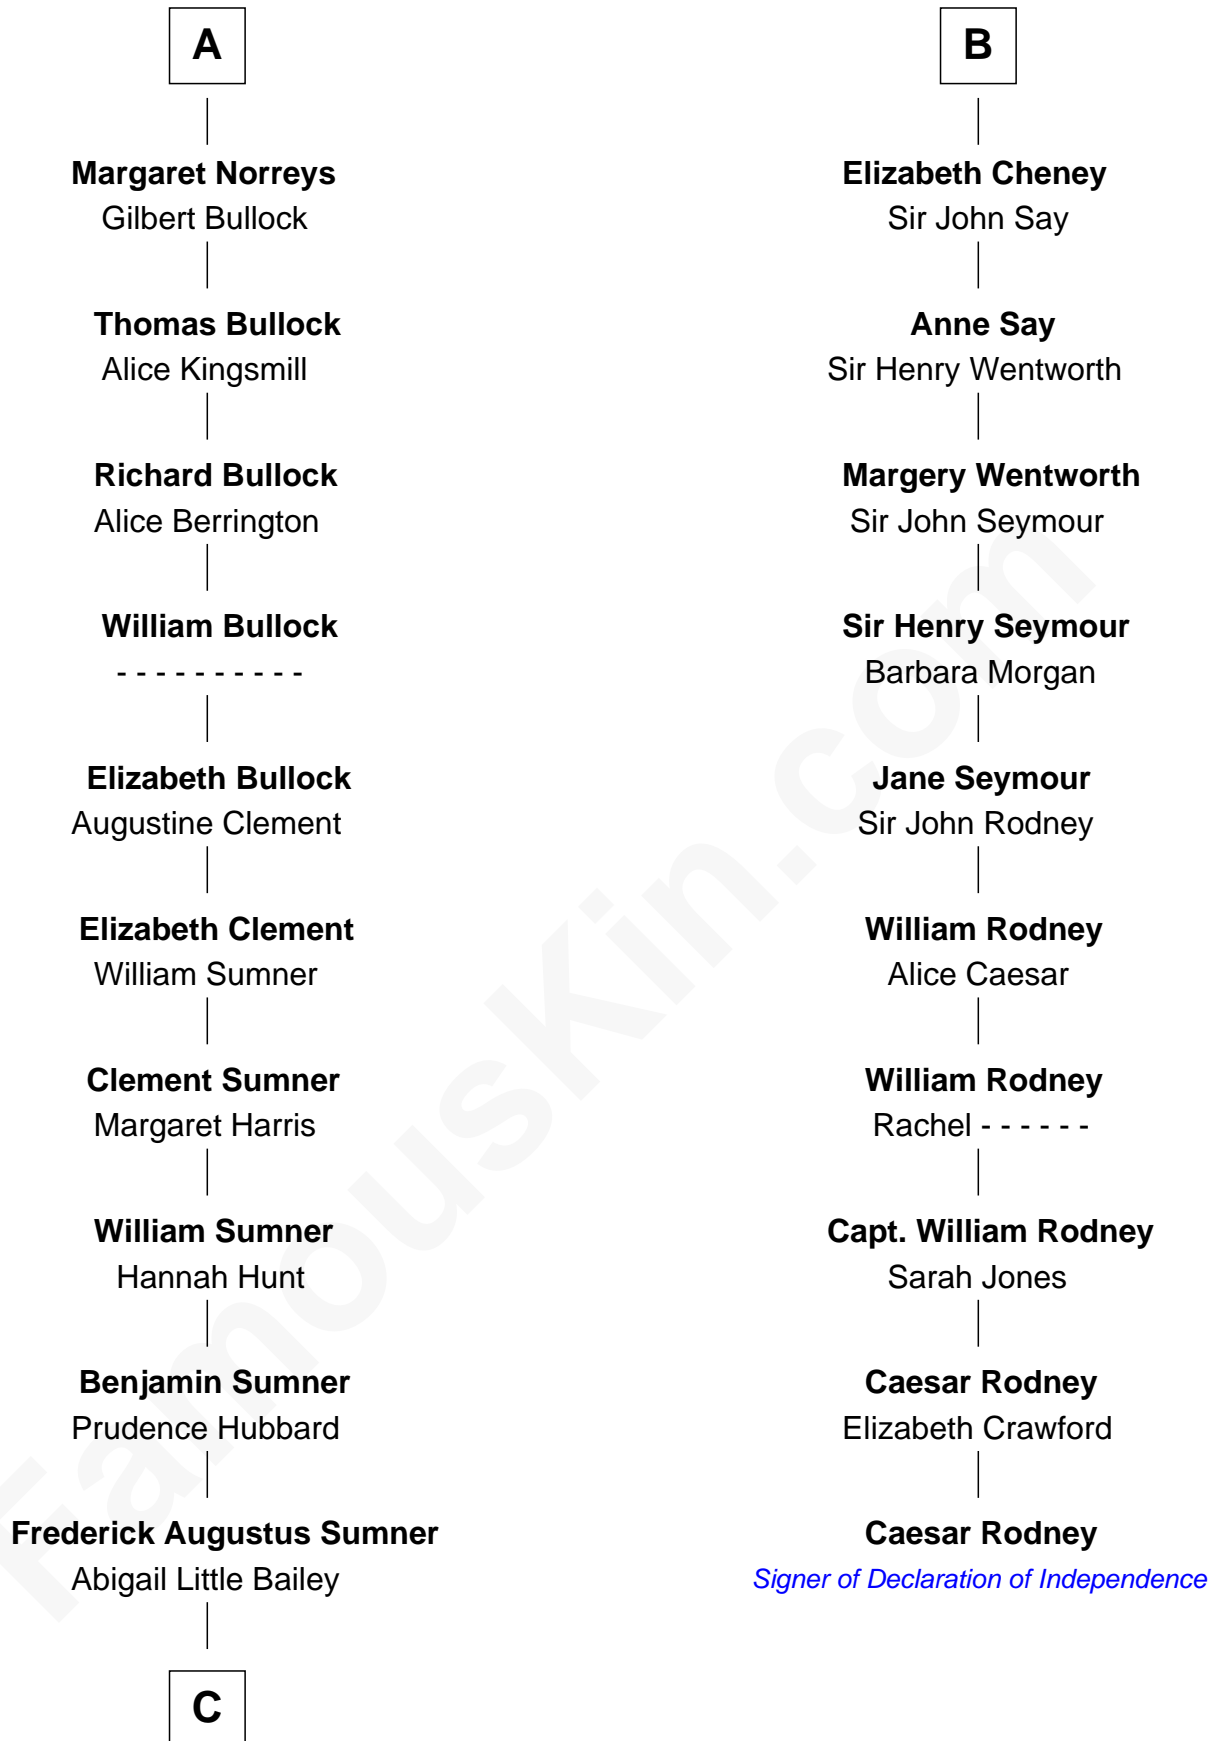 A
Margaret Norreys
Gilbert Bullock
Thomas Bullock
Alice Kingsmill
Richard Bullock
Alice Berrington
William Bullock
- - - - - - - - - -
Elizabeth Bullock
Augustine Clement
Elizabeth Clement
William Sumner
Clement Sumner
Margaret Harris
William Sumner
Hannah Hunt
Benjamin Sumner
Prudence Hubbard
Frederick Augustus Sumner
Abigail Little Bailey
C
B
Elizabeth Cheney
Sir John Say
Anne Say
Sir Henry Wentworth
Margery Wentworth
Sir John Seymour
Sir Henry Seymour
Barbara Morgan
Jane Seymour
Sir John Rodney
William Rodney
Alice Caesar
William Rodney
Rachel - - - - - -
Capt. William Rodney
Sarah Jones
Caesar Rodney
Elizabeth Crawford
Caesar Rodney
Signer of Declaration of Independence
FamousKin.com